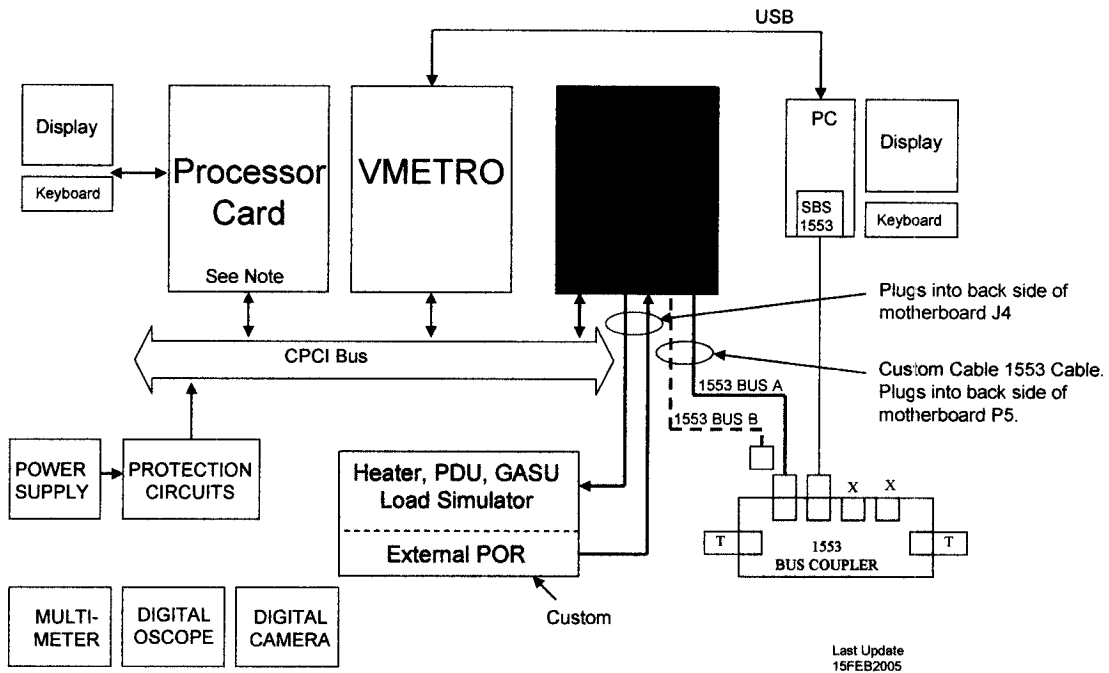 USB
Display
Keyboard
Processor
Card
See Note
VMETRO
PC
SBS
1553
Display
Keyboard
Plugs into back side of
motherboard J4
CPCI Bus
Custom Cable 1553 Cable.
Plugs into back side of
motherboard P5.
1553 BUS A
1553 BUS B
POWER
SUPPLY
PROTECTION
CIRCUITS
Heater, PDU, GASU
Load Simulator
External POR
Custom
X
X
T
1553
BUS COUPLER
T
MULTI-
METER
DIGITAL
OSCOPE
DIGITAL
CAMERA
Last Update
15FEB2005